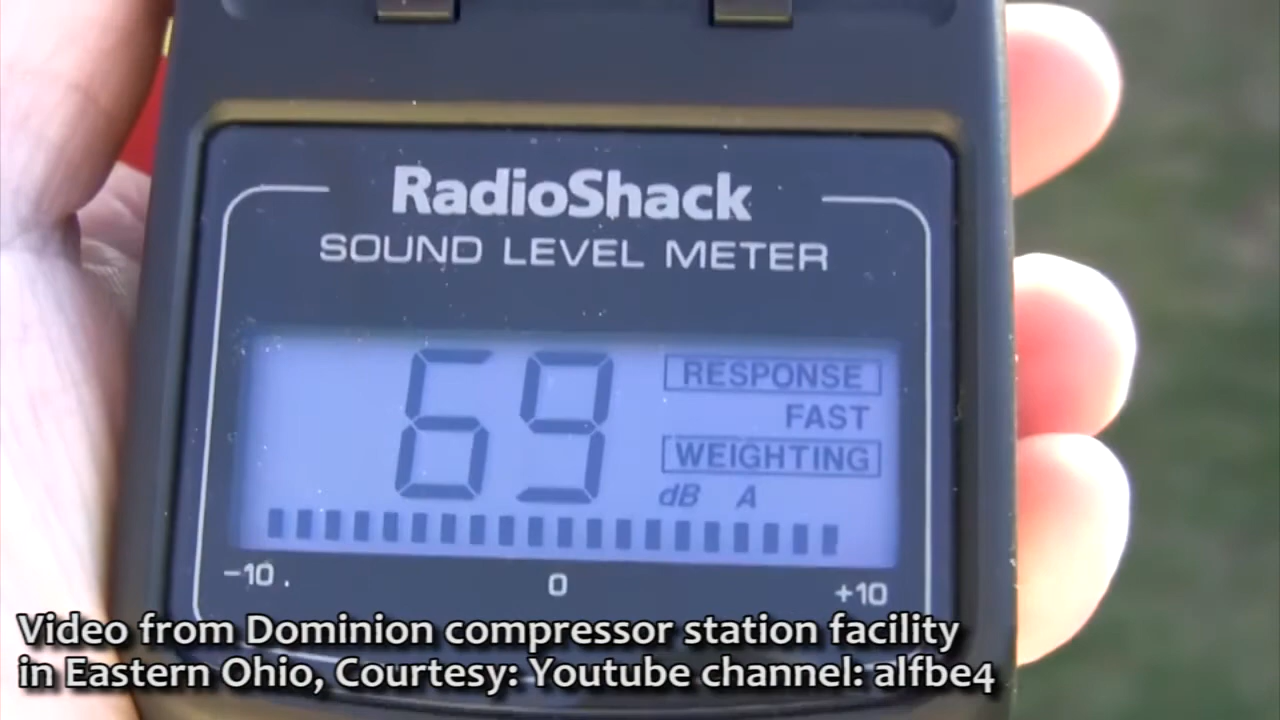 RadioShack
SOUND LEVEL METER
69
RESPONSE
FAST
WEIGHTING
dB A
-10 . 0 +10
Video from Dominion compressor station facility
in Eastern Ohio, Courtesy: Youtube channel: alfbe4